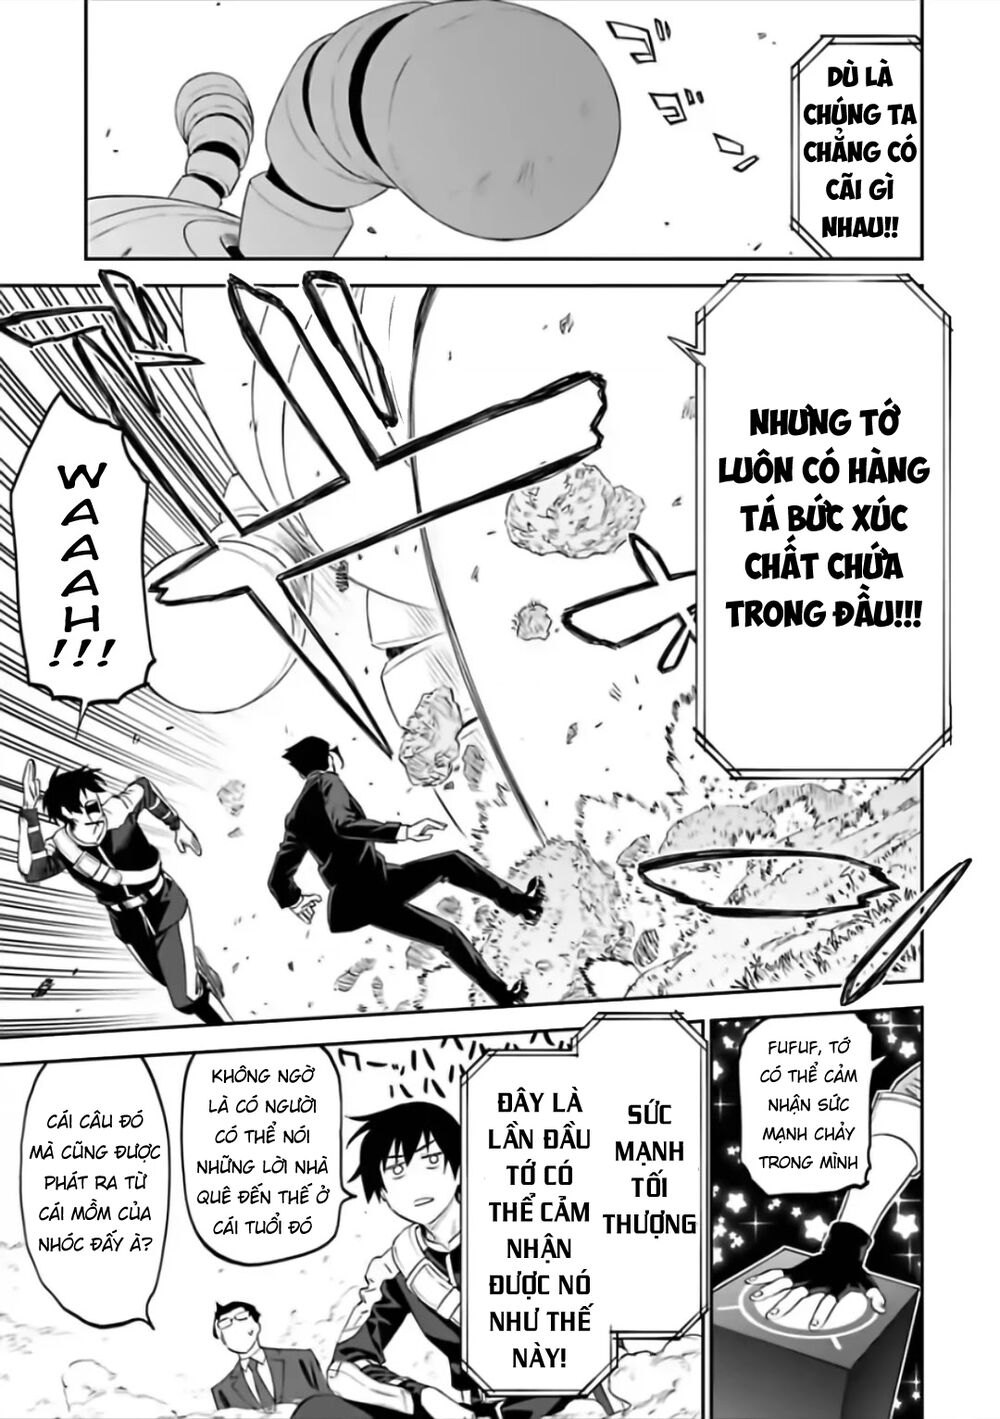 DÙ LÀ
CHÚNG TA
CHẲNG CÓ
CÃI GÌ
NHAU!!
NHƯNG TỚ
LUÔN CÓ HÀNG
TÁ BỨC XÚC
CHẤT CHỨA
TRONG ĐẦU!!!
WAAAH!!!
FUFUF, TỚ
CÓ THỂ CẢM
NHẬN SỨC
MẠNH CHẢY
TRONG MÌNH
SỨC
MẠNH
TỐI
THƯỢNG
ĐÂY LÀ
LẦN ĐẦU
TỚ CÓ
THỂ CẢM
NHẬN
ĐƯỢC NÓ
NHƯ THẾ
NÀY!
KHÔNG NGỜ
LÀ CÓ NGƯỜI
CÓ THỂ NÓI
NHỮNG LỜI NHÀ
QUÊ ĐẾN THẾ Ở
CÁI TUỔI ĐÓ
CÁI CÂU ĐÓ
MÀ CŨNG ĐƯỢC
PHÁT RA TỪ
CÁI MỒM CỦA
NHÓC ĐẤY À?